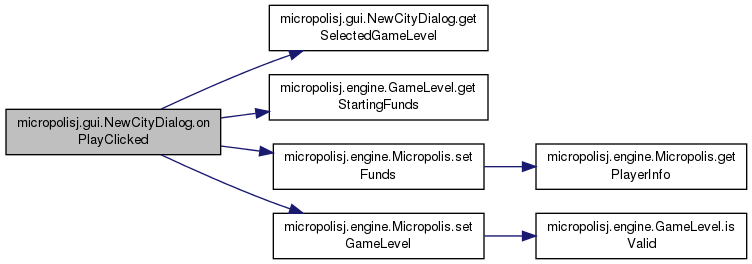 micropolisj.gui.NewCityDialog.get
SelectedGameLevel
micropolisj.engine.GameLevel.get
StartingFunds
micropolisj.gui.NewCityDialog.on
PlayClicked
micropolisj.engine.Micropolis.set
Funds
micropolisj.engine.Micropolis.get
PlayerInfo
micropolisj.engine.Micropolis.set
GameLevel
micropolisj.engine.GameLevel.is
Valid